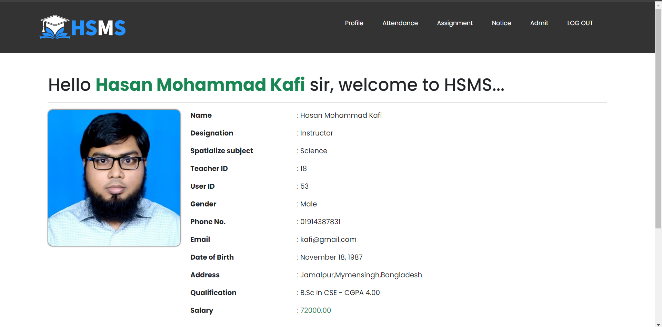 HSMS
Profile Attendance Assignment Notice Admit LOG OUT
Hello Hasan Mohammad Kafi sir, welcome to HSMS...
Name : Hasan Mohammad Kafi
Designation : Instructor
Spatialize subject : Science
Teacher ID : 18
User ID : 53
Gender : Male
Phone No. : 01914387831
Email : kafi@gmail.com
Date of Birth : November 18, 1987
Address : Jamalpur,Mymensingh,Bangladesh
Qualification : B.Sc in CSE - CGPA 4.00
Salary : 72000.00